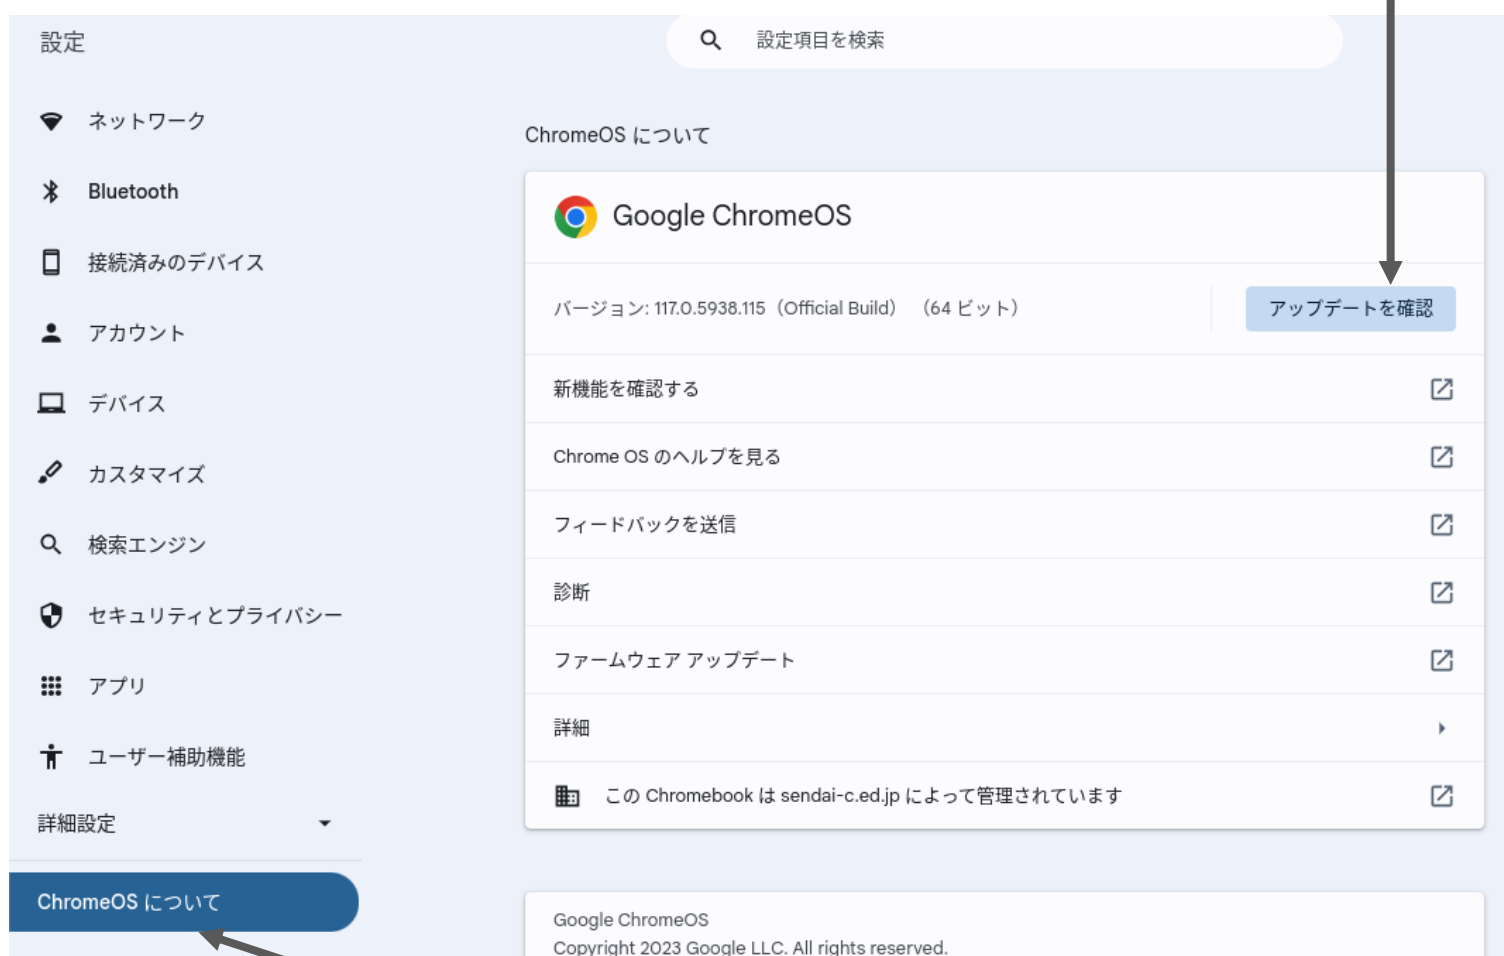 設定
設定項目を検索
ネットワーク
Bluetooth
接続済みのデバイス
アカウント
デバイス
カスタマイズ
検索エンジン
セキュリティとプライバシー
アプリ
ユーザー補助機能
詳細設定
ChromeOS について
ChromeOS について
Google ChromeOS
バージョン: 117.0.5938.115（Official Build） （64 ビット）
アップデートを確認
新機能を確認する
Chrome OS のヘルプを見る
フィードバックを送信
診断
ファームウェア アップデート
詳細
この Chromebook は sendai-c.ed.jp によって管理されています
Google ChromeOS
Copyright 2023 Google LLC. All rights reserved.